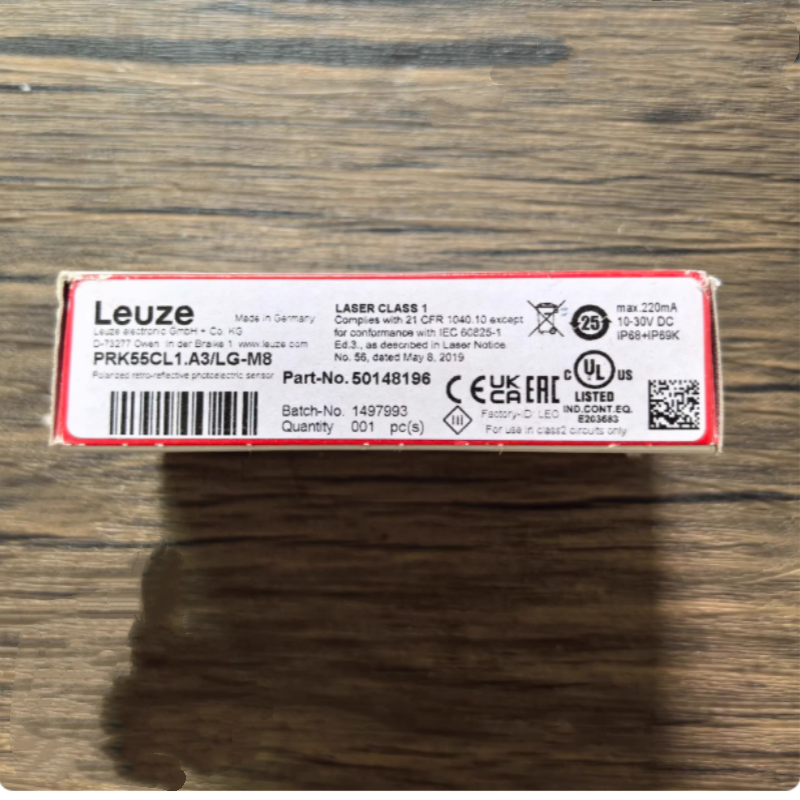 Leuze
Made in Germany
Leuze electronic GmbH + Co. KG
D-73277 Owen In der Braike 1 www.leuze.com
PRK55CL1.A3/LG-M8
Polarized retro-reflective photoelectric sensor
Part-No. 50148196
Batch-No. 1497993
Quantity 001 pc(s)
LASER CLASS 1
Complies with 21 CFR 1040.10 except
for conformance with IEC 60825-1
Ed.3., as described in Laser Notice
No. 56, dated May 8, 2019
25
max.220mA
10-30V DC
IP68+IP69K
CE UKCA EAC
III
Factory-ID: LEO
For use in class2 circuits only
C UL US
LISTED
IND.CONT.EQ.
E203683